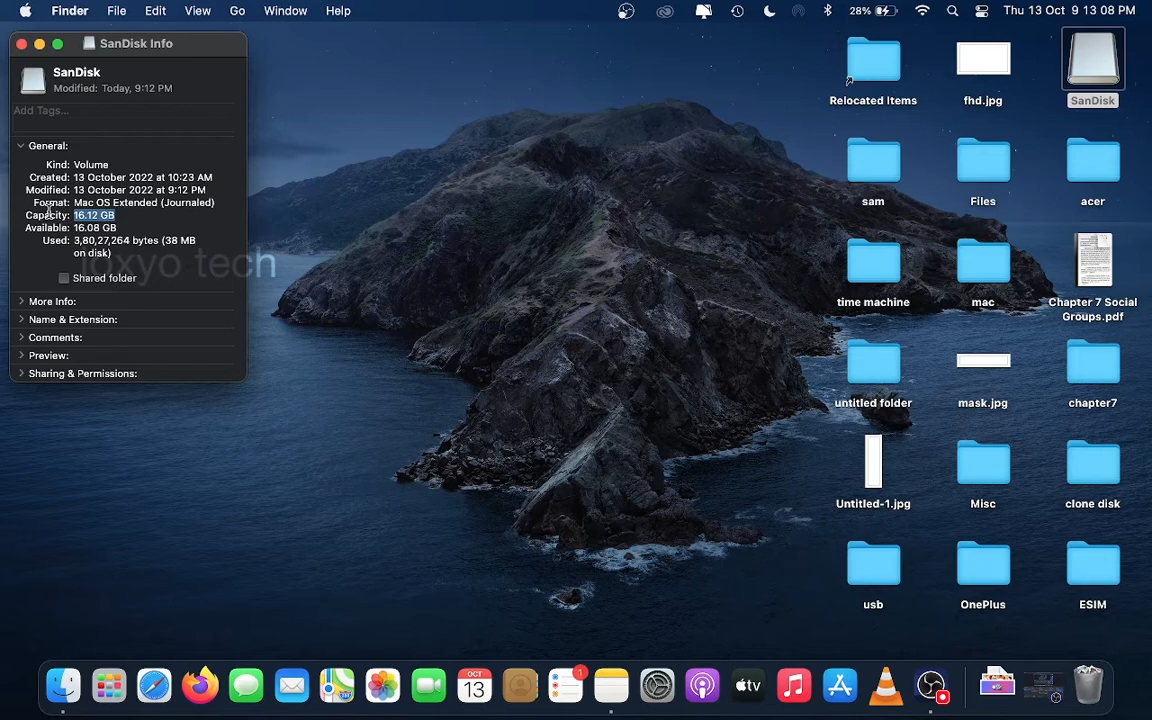 Finder File Edit View Go Window Help 28% Thu 13 Oct 9 13 08 PM
SanDisk Info
SanDisk
Modified: Today, 9:12 PM
Add Tags...
General:
Kind: Volume
Created: 13 October 2022 at 10:23 AM
Modified: 13 October 2022 at 9:12 PM
Format: Mac OS Extended (Journaled)
Capacity: 16.12 GB
Available: 16.08 GB
Used: 3,80,27,264 bytes (38 MB
on disk)
tech
Shared folder
More Info:
Name & Extension:
Comments:
Preview:
Sharing & Permissions:
Relocated Items fhd.jpg SanDisk
sam Files acer
time machine mac Chapter 7 Social
Groups.pdf
untitled folder mask.jpg chapter7
Untitled-1.jpg Misc clone disk
usb OnePlus ESIM
OCT
13
1
tv